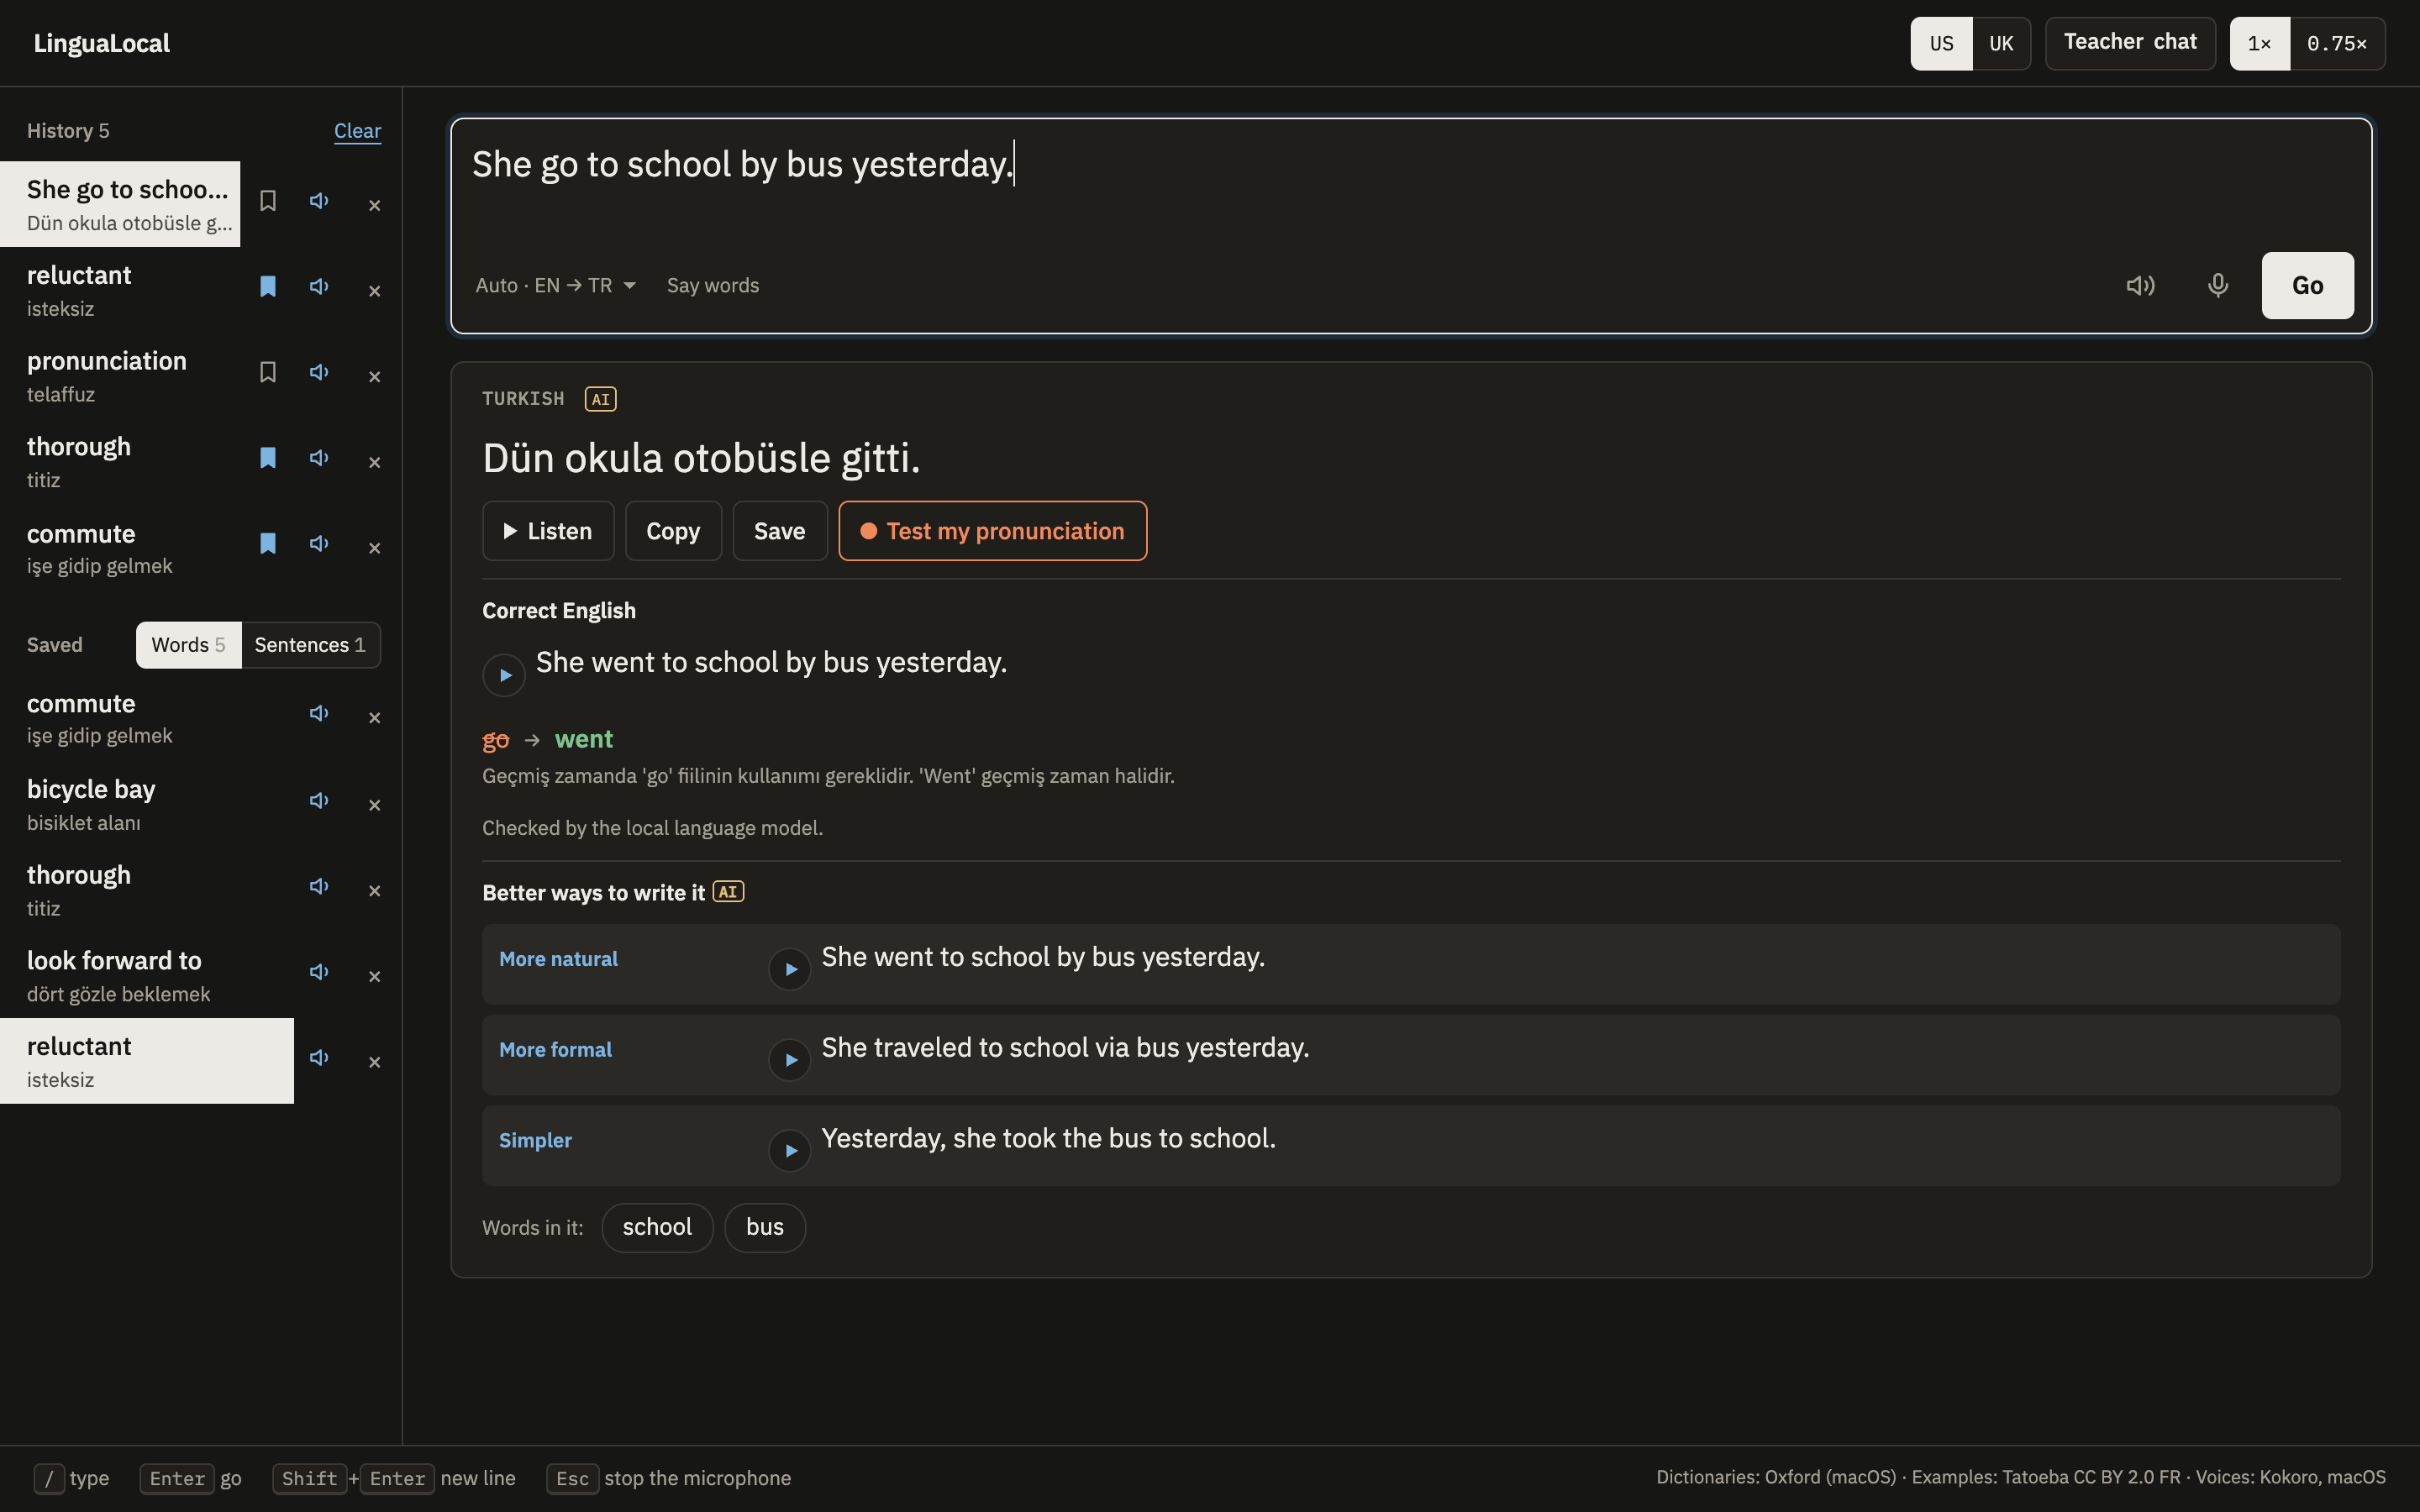 LinguaLocal
US UK Teacher chat 1× 0.75×
History 5 Clear
She go to schoo...
Dün okula otobüsle g...
reluctant
isteksiz
pronunciation
telaffuz
thorough
titiz
commute
işe gidip gelmek
Saved Words 5 Sentences 1
commute
işe gidip gelmek
bicycle bay
bisiklet alanı
thorough
titiz
look forward to
dört gözle beklemek
reluctant
isteksiz
She go to school by bus yesterday.
Auto · EN → TR Say words Go
TURKISH AI
Dün okula otobüsle gitti.
Listen Copy Save Test my pronunciation
Correct English
She went to school by bus yesterday.
go → went
Geçmiş zamanda 'go' fiilinin kullanımı gereklidir. 'Went' geçmiş zaman halidir.
Checked by the local language model.
Better ways to write it AI
More natural She went to school by bus yesterday.
More formal She traveled to school via bus yesterday.
Simpler Yesterday, she took the bus to school.
Words in it: school bus
/ type Enter go Shift+Enter new line Esc stop the microphone
Dictionaries: Oxford (macOS) · Examples: Tatoeba CC BY 2.0 FR · Voices: Kokoro, macOS